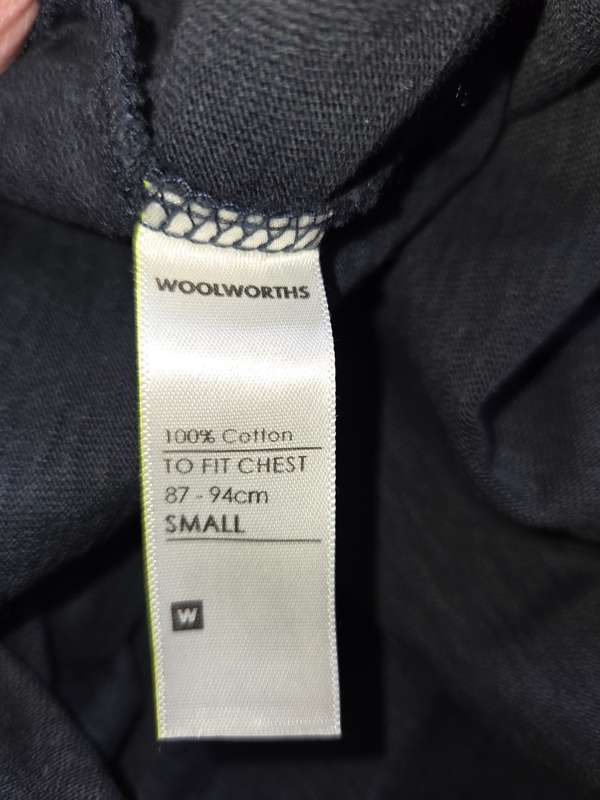 WOOLWORTHS
100% Cotton
TO FIT CHEST
87 - 94cm
SMALL
W